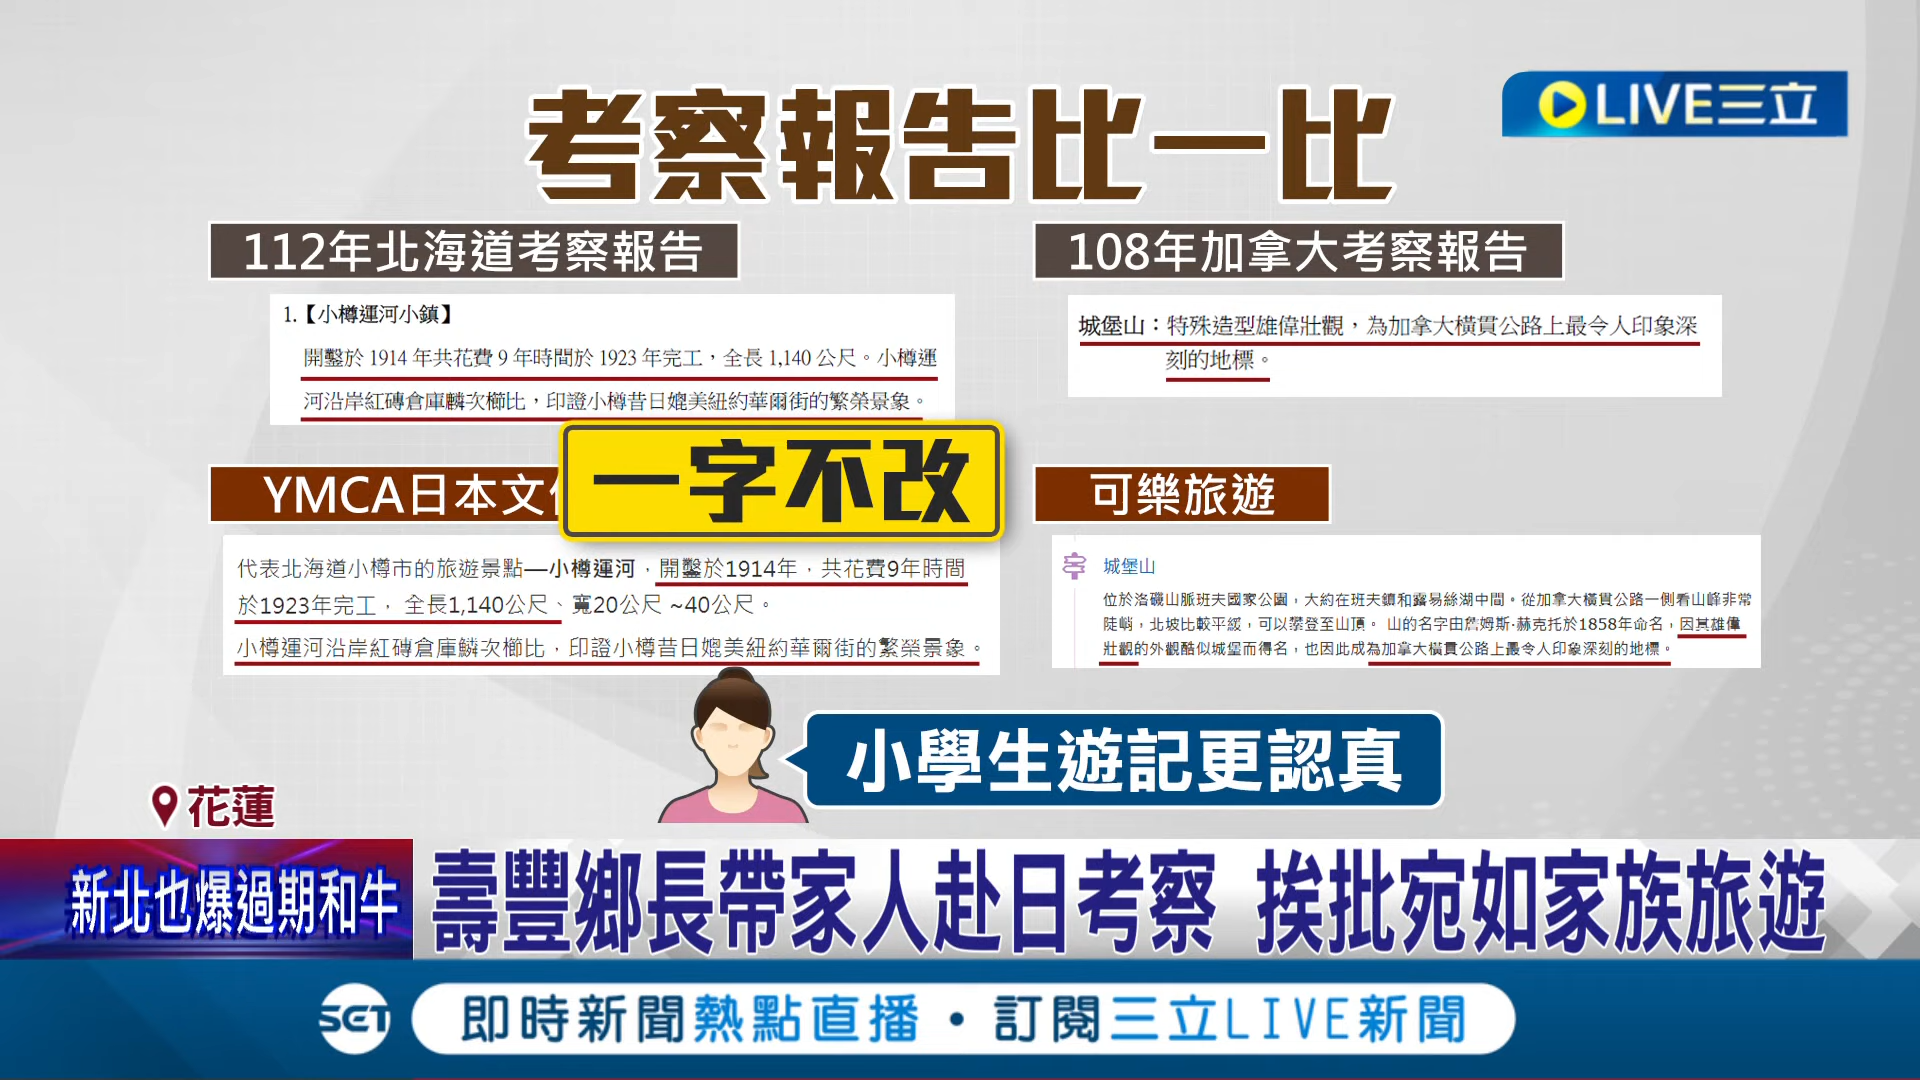 考察報告比一比
LIVE三立
112年北海道考察報告
1.【小樽運河小鎮】
開鑿於 1914 年共花費 9 年時間於 1923 年完工，全長 1,140 公尺。小樽運
河沿岸紅磚倉庫麟次櫛比，印證小樽昔日媲美紐約華爾街的繁榮景象。
108年加拿大考察報告
城堡山：特殊造型雄偉壯觀，為加拿大橫貫公路上最令人印象深
刻的地標。
一字不改
YMCA日本文
代表北海道小樽市的旅遊景點—小樽運河，開鑿於1914年，共花費9年時間
於1923年完工， 全長1,140公尺、寬20公尺 ~40公尺。
小樽運河沿岸紅磚倉庫鱗次櫛比，印證小樽昔日媲美紐約華爾街的繁榮景象。
可樂旅遊
城堡山
位於洛磯山脈班夫國家公園，大約在班夫鎮和露易絲湖中間。從加拿大橫貫公路一側看山峰非常
陡峭，北坡比較平緩，可以攀登至山頂。 山的名字由詹姆斯·赫克托於1858年命名，因其雄偉
壯觀的外觀酷似城堡而得名，也因此成為加拿大橫貫公路上最令人印象深刻的地標。
小學生遊記更認真
花蓮
新北也爆過期和牛
壽豐鄉長帶家人赴日考察 挨批宛如家族旅遊
SET
即時新聞熱點直播・訂閱三立LIVE新聞